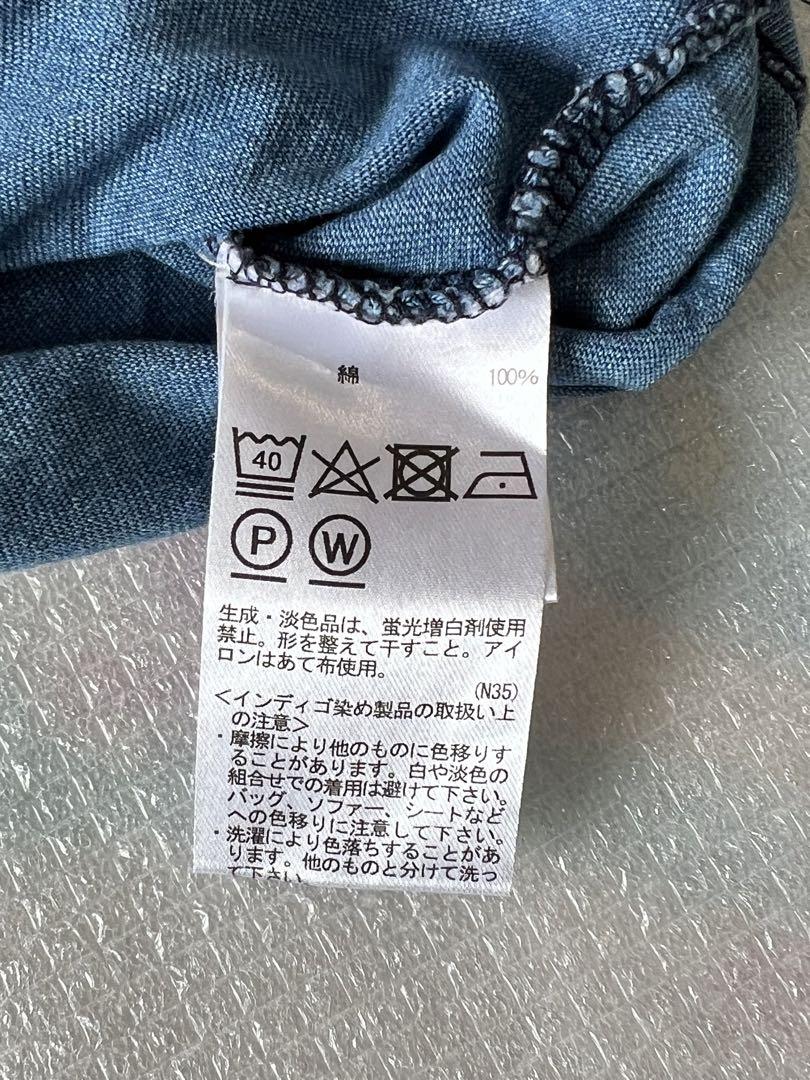 綿 100%
40
P W
生成・淡色品は、蛍光増白剤使用
禁止。形を整えて干すこと。アイ
ロンはあて布使用。
(N35)
<インディゴ染め製品の取扱い上
の注意>
・摩擦により他のものに色移りす
ることがあります。白や淡色の
組合せでの着用は避けて下さい。
バッグ、ソファー、シートなど
への色移りに注意して下さい。
・洗濯により色落ちすることがあ
ります。他のものと分けて洗っ
て下さい。